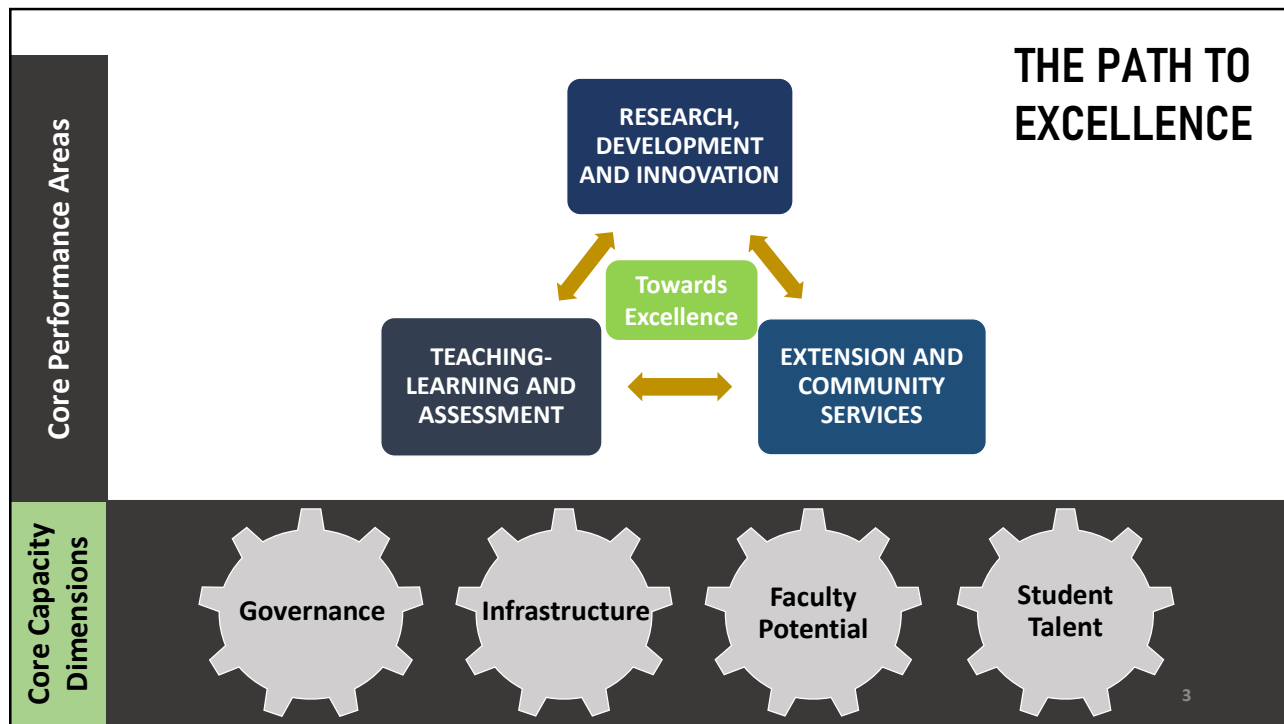 THE PATH TO
EXCELLENCE
Core Performance Areas
RESEARCH,
DEVELOPMENT
AND INNOVATION
Towards
Excellence
TEACHING-
LEARNING AND
ASSESSMENT
EXTENSION AND
COMMUNITY
SERVICES
Core Capacity
Dimensions
Governance
Infrastructure
Faculty
Potential
Student
Talent
3